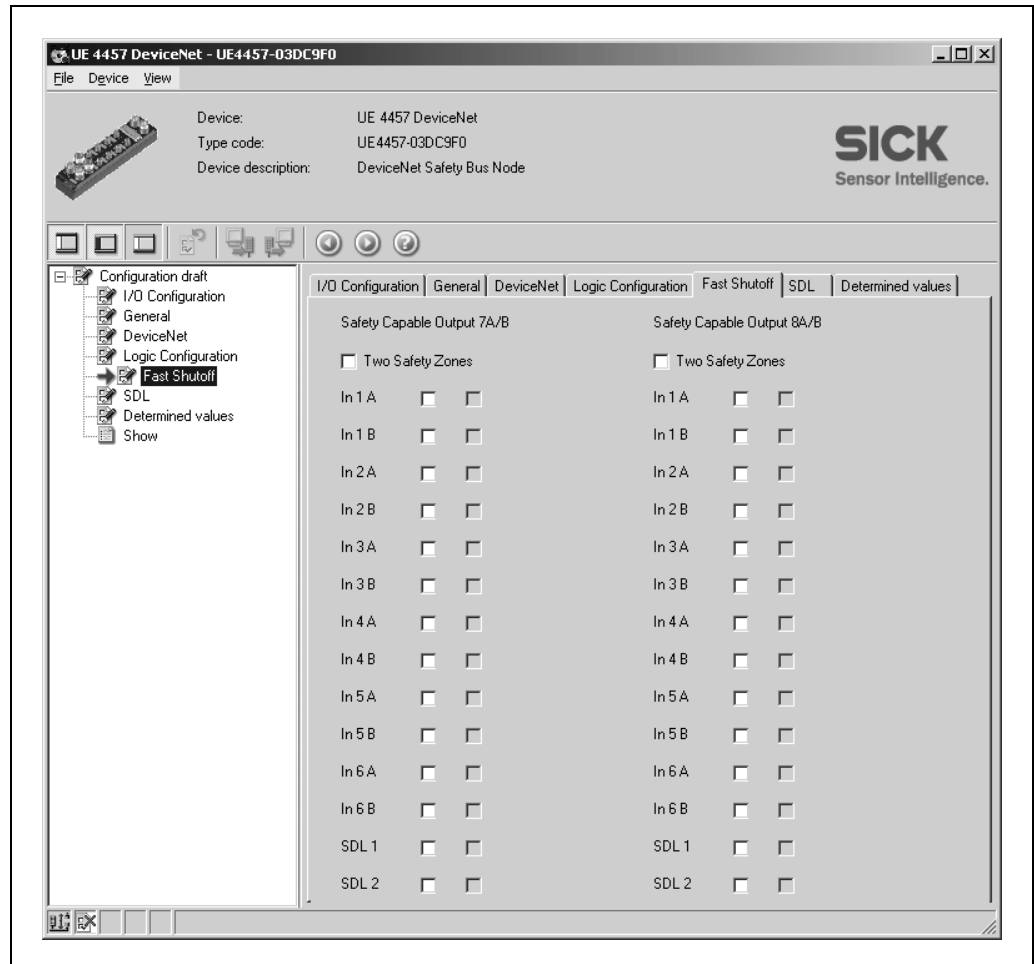 UE 4457 DeviceNet - UE4457-03DC9F0
File Device View
Device: UE 4457 DeviceNet
Type code: UE4457-03DC9F0
Device description: DeviceNet Safety Bus Node
SICK
Sensor Intelligence.
Configuration draft
I/O Configuration
General
DeviceNet
Logic Configuration
Fast Shutoff
SDL
Determined values
Show
I/O Configuration General DeviceNet Logic Configuration Fast Shutoff SDL Determined values
Safety Capable Output 7A/B Safety Capable Output 8A/B
Two Safety Zones Two Safety Zones
In 1 A In 1 A
In 1 B In 1 B
In 2 A In 2 A
In 2 B In 2 B
In 3 A In 3 A
In 3 B In 3 B
In 4 A In 4 A
In 4 B In 4 B
In 5 A In 5 A
In 5 B In 5 B
In 6 A In 6 A
In 6 B In 6 B
SDL 1 SDL 1
SDL 2 SDL 2